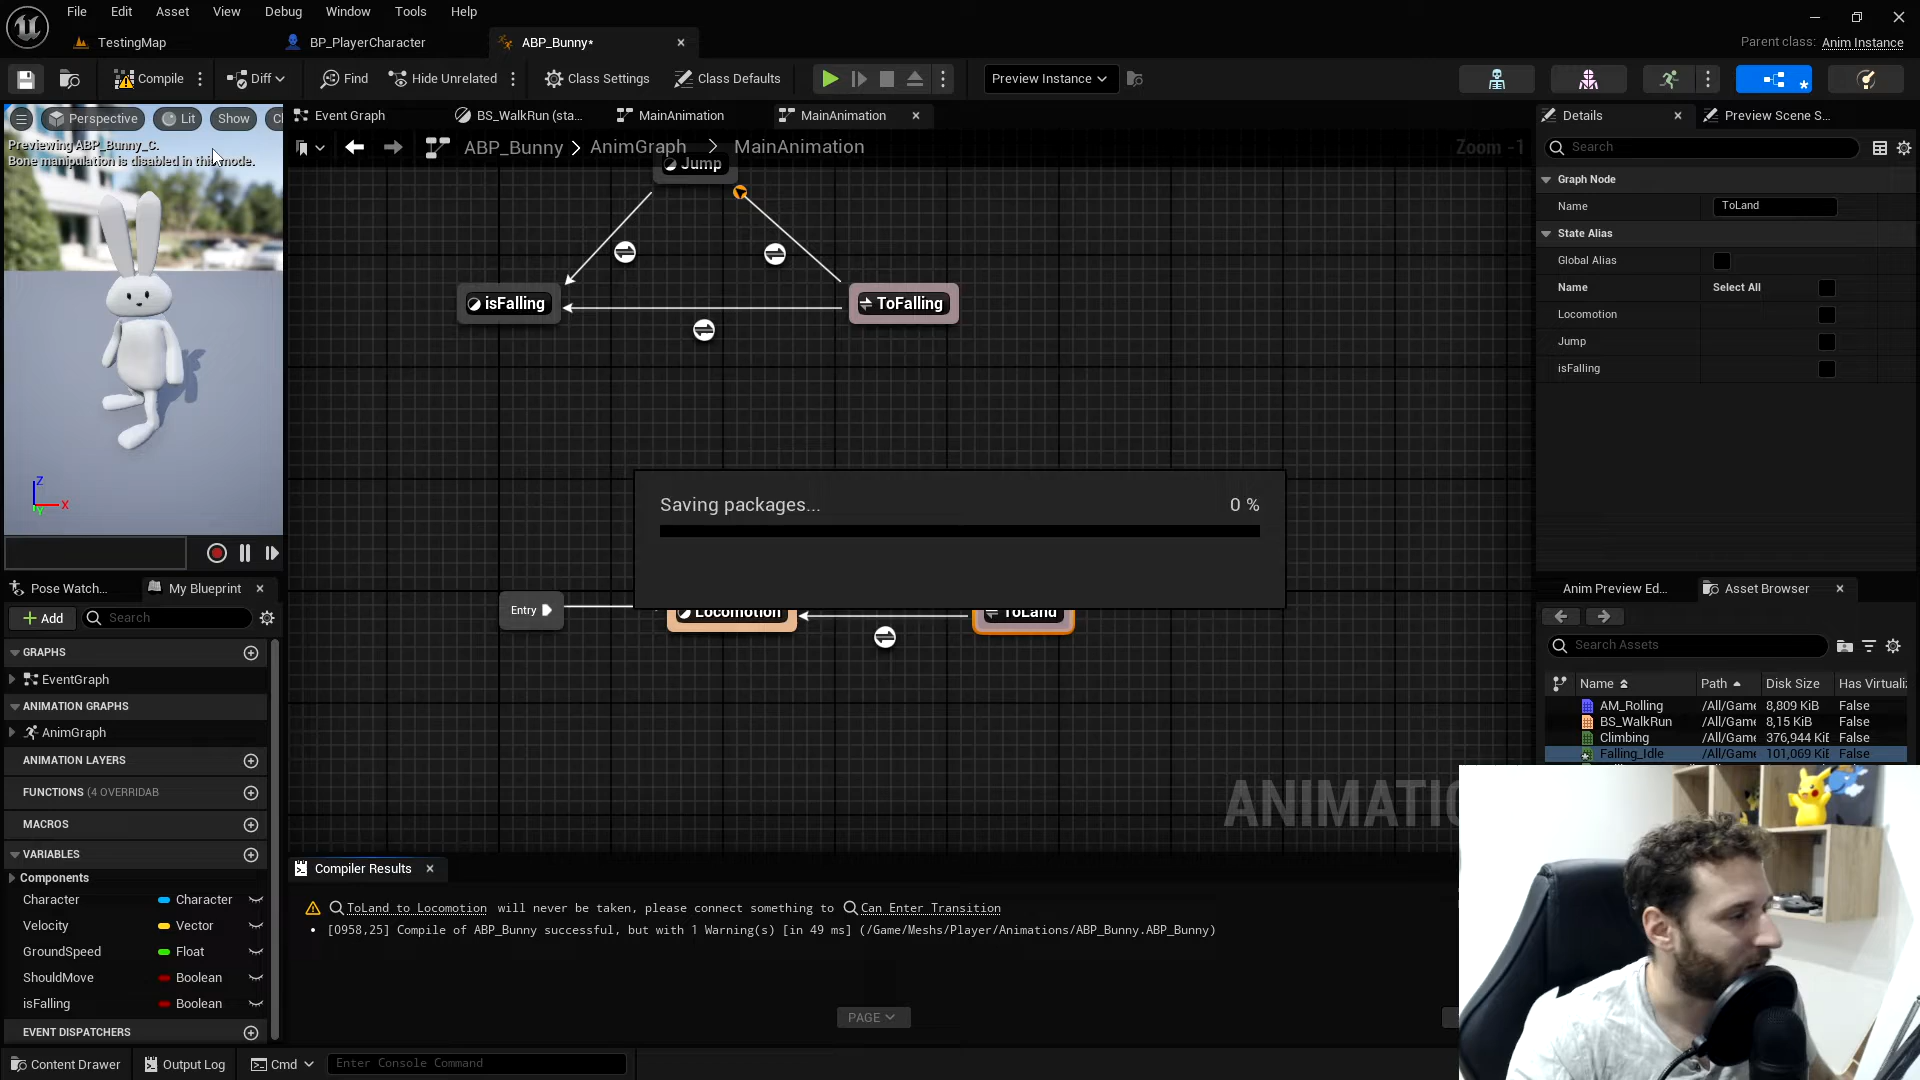 File Edit Asset View Debug Window Tools Help
TestingMap
BP_PlayerCharacter
ABP_Bunny*
Parent class: Anim Instance
Compile
Diff
Find
Hide Unrelated
Class Settings
Class Defaults
Preview Instance
Perspective
Lit
Show
Previewing ABP_Bunny_C.
Bone manipulation is disabled in this mode.
Z
X
Event Graph
BS_WalkRun (sta...
MainAnimation
MainAnimation
ABP_Bunny > AnimGraph > MainAnimation
Zoom -1
Jump
isFalling
ToFalling
Saving packages...
0 %
Entry
Locomotion
ToLand
ANIMATIO
Details
Preview Scene S...
Search
Graph Node
Name
ToLand
State Alias
Global Alias
Name
Select All
Locomotion
Jump
isFalling
Pose Watch...
My Blueprint
Add
Search
GRAPHS
EventGraph
ANIMATION GRAPHS
AnimGraph
ANIMATION LAYERS
FUNCTIONS (4 OVERRIDAB
MACROS
VARIABLES
Components
Character Character
Velocity Vector
GroundSpeed Float
ShouldMove Boolean
isFalling Boolean
EVENT DISPATCHERS
Compiler Results
ToLand to Locomotion will never be taken, please connect something to Can Enter Transition
[0958,25] Compile of ABP_Bunny successful, but with 1 Warning(s) [in 49 ms] (/Game/Meshs/Player/Animations/ABP_Bunny.ABP_Bunny)
PAGE
Anim Preview Ed...
Asset Browser
Search Assets
Name Path Disk Size Has Virtuali
AM_Rolling /All/Game 8,809 KiB False
BS_WalkRun /All/Game 8,15 KiB False
Climbing /All/Game 376,944 KiB False
Falling_Idle /All/Game 101,069 KiB False
Content Drawer
Output Log
Cmd
Enter Console Command